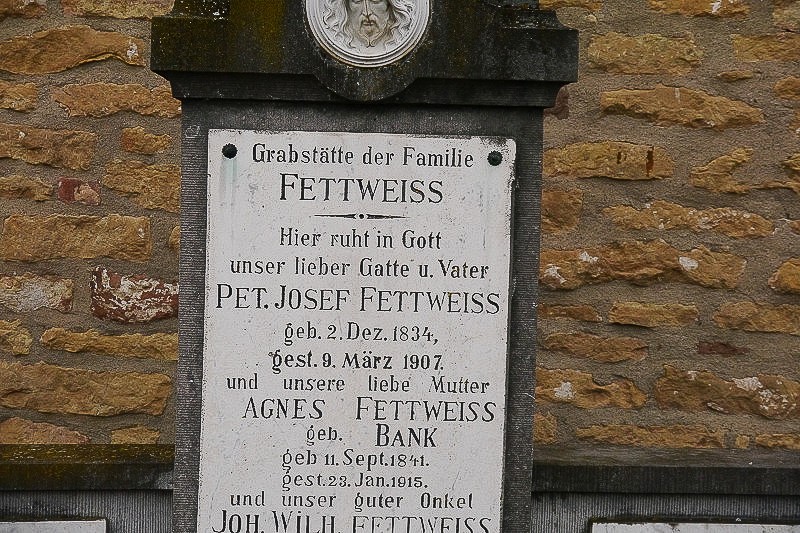 Grabstätte der Familie
FETTWEISS
Hier ruht in Gott
unser lieber Gatte u. Vater
PET. JOSEF FETTWEISS
geb. 2. Dez. 1834,
gest. 9. März 1907.
und unsere liebe Mutter
AGNES FETTWEISS
geb. BANK
geb 11. Sept. 1841.
gest. 23. Jan. 1915.
und unser guter Onkel
JOH. WILH. FETTWEISS